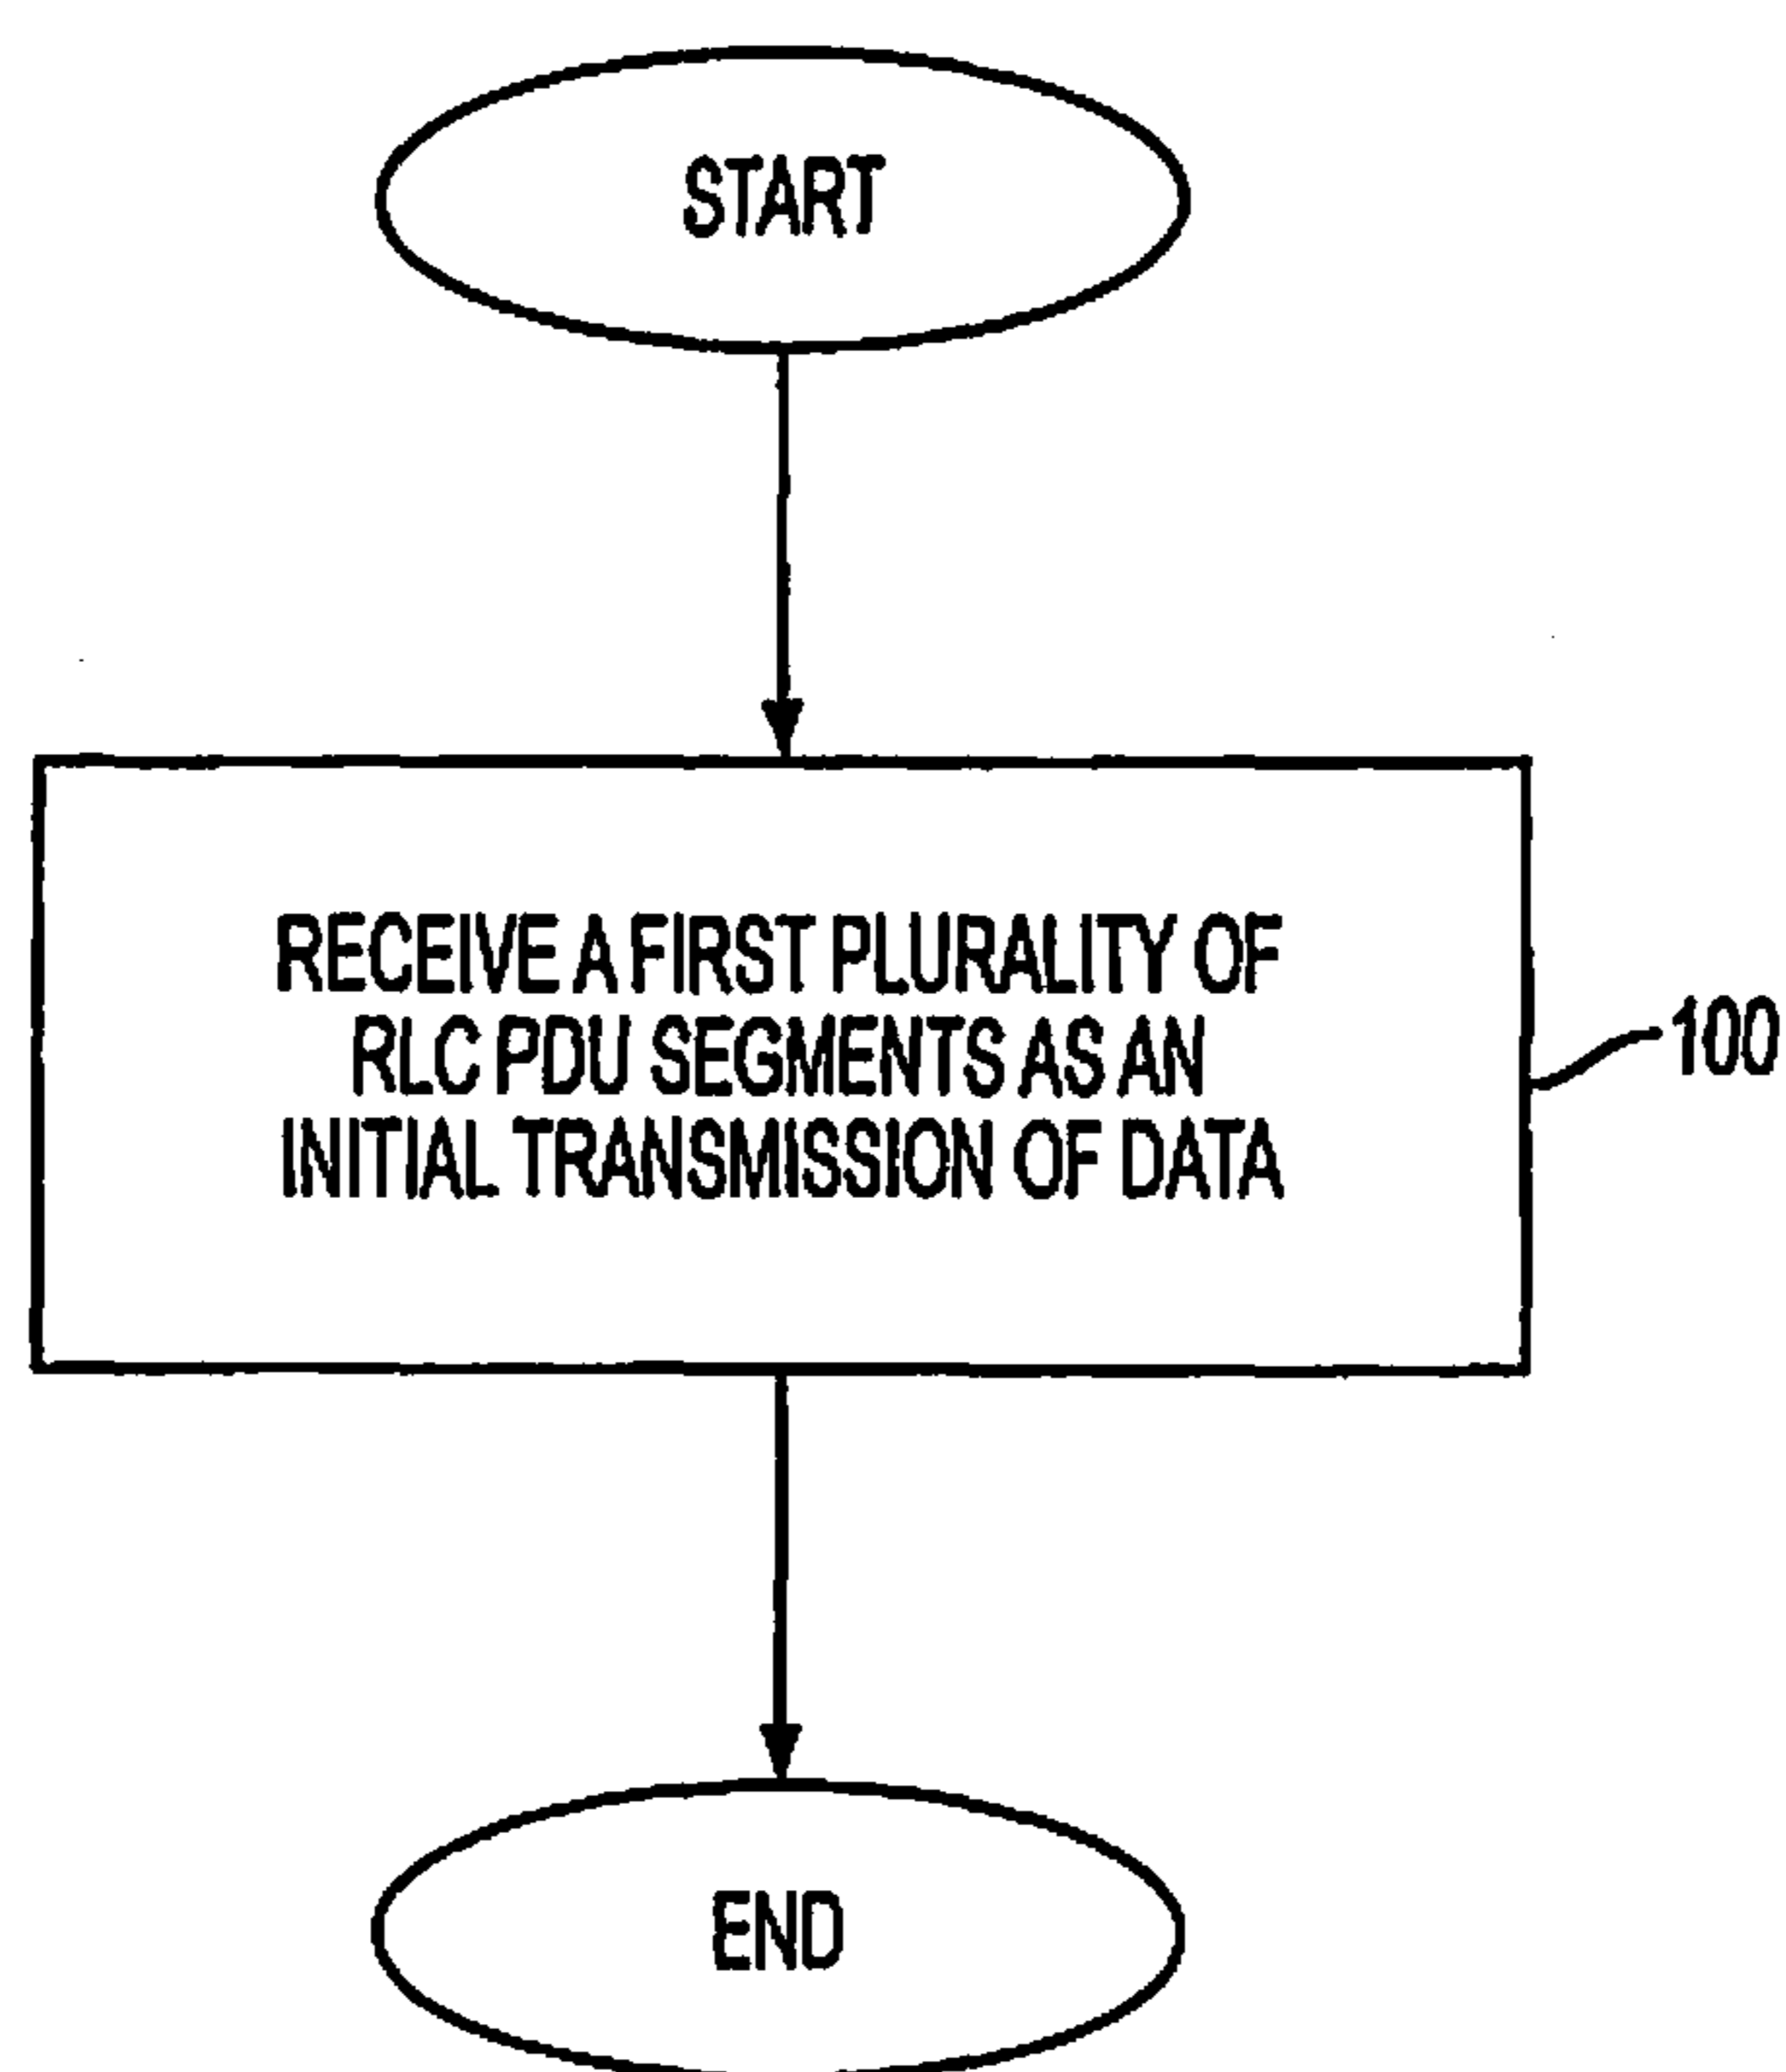 START
RECEIVE A FIRST PLURALITY OF
RLC PDU SEGMENTS AS AN
INITIAL TRANSMISSION OF DATA
100
END